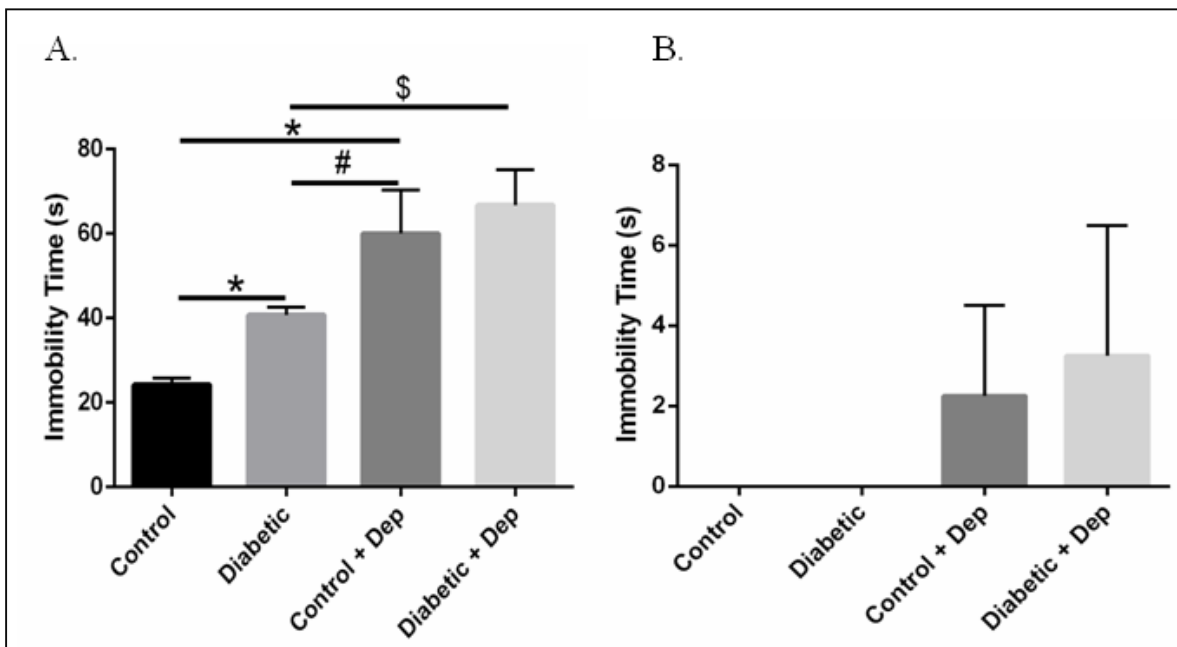 A.
$
*
#
*
80
60
40
20
0
Immobility Time (s)
Control
Diabetic
Control + Dep
Diabetic + Dep
B.
8
6
4
2
0
Immobility Time (s)
Control
Diabetic
Control + Dep
Diabetic + Dep